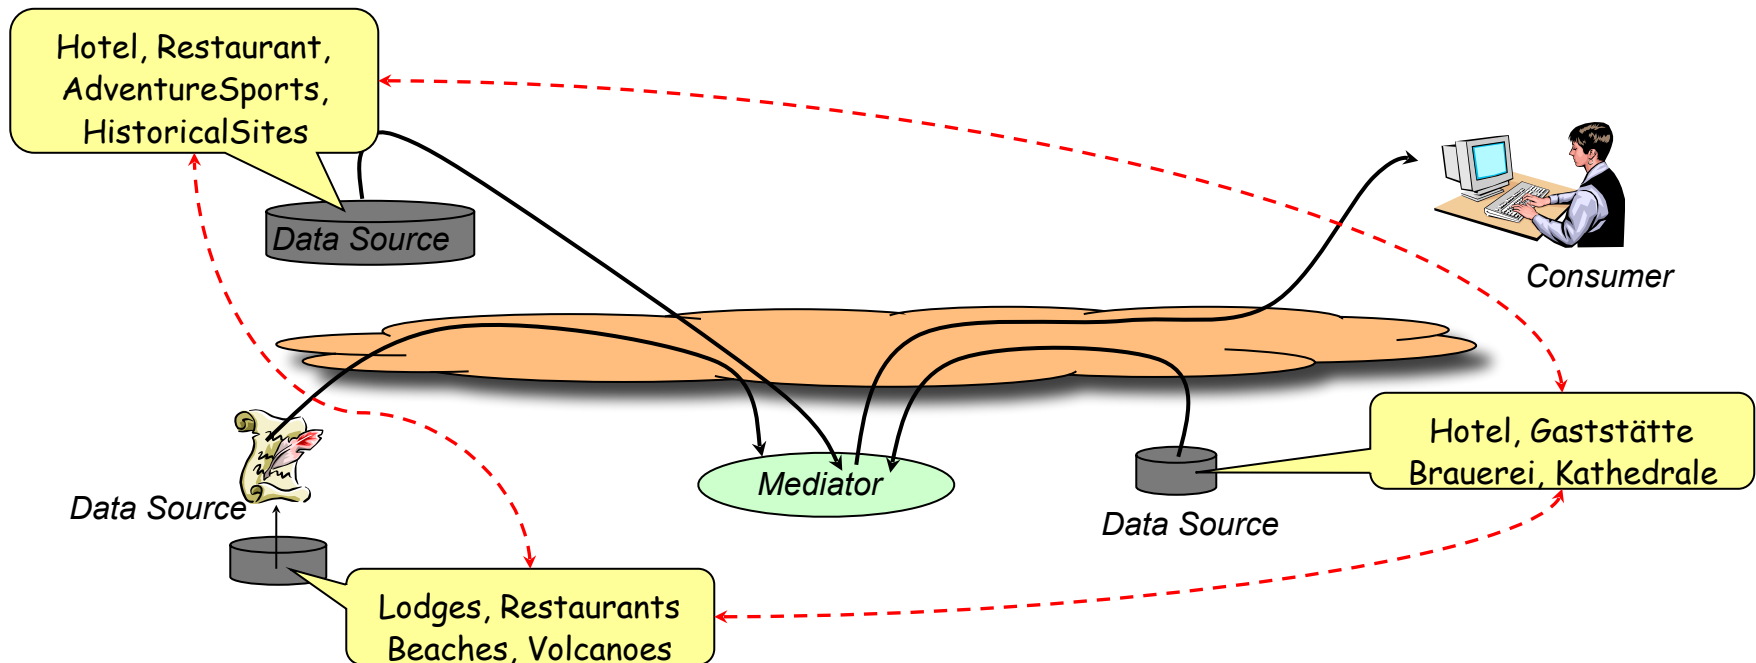 Hotel, Restaurant,
AdventureSports,
HistoricalSites
Data Source
Consumer
Hotel, Gaststätte
Brauerei, Kathedrale
Mediator
Data Source
Data Source
Lodges, Restaurants
Beaches, Volcanoes